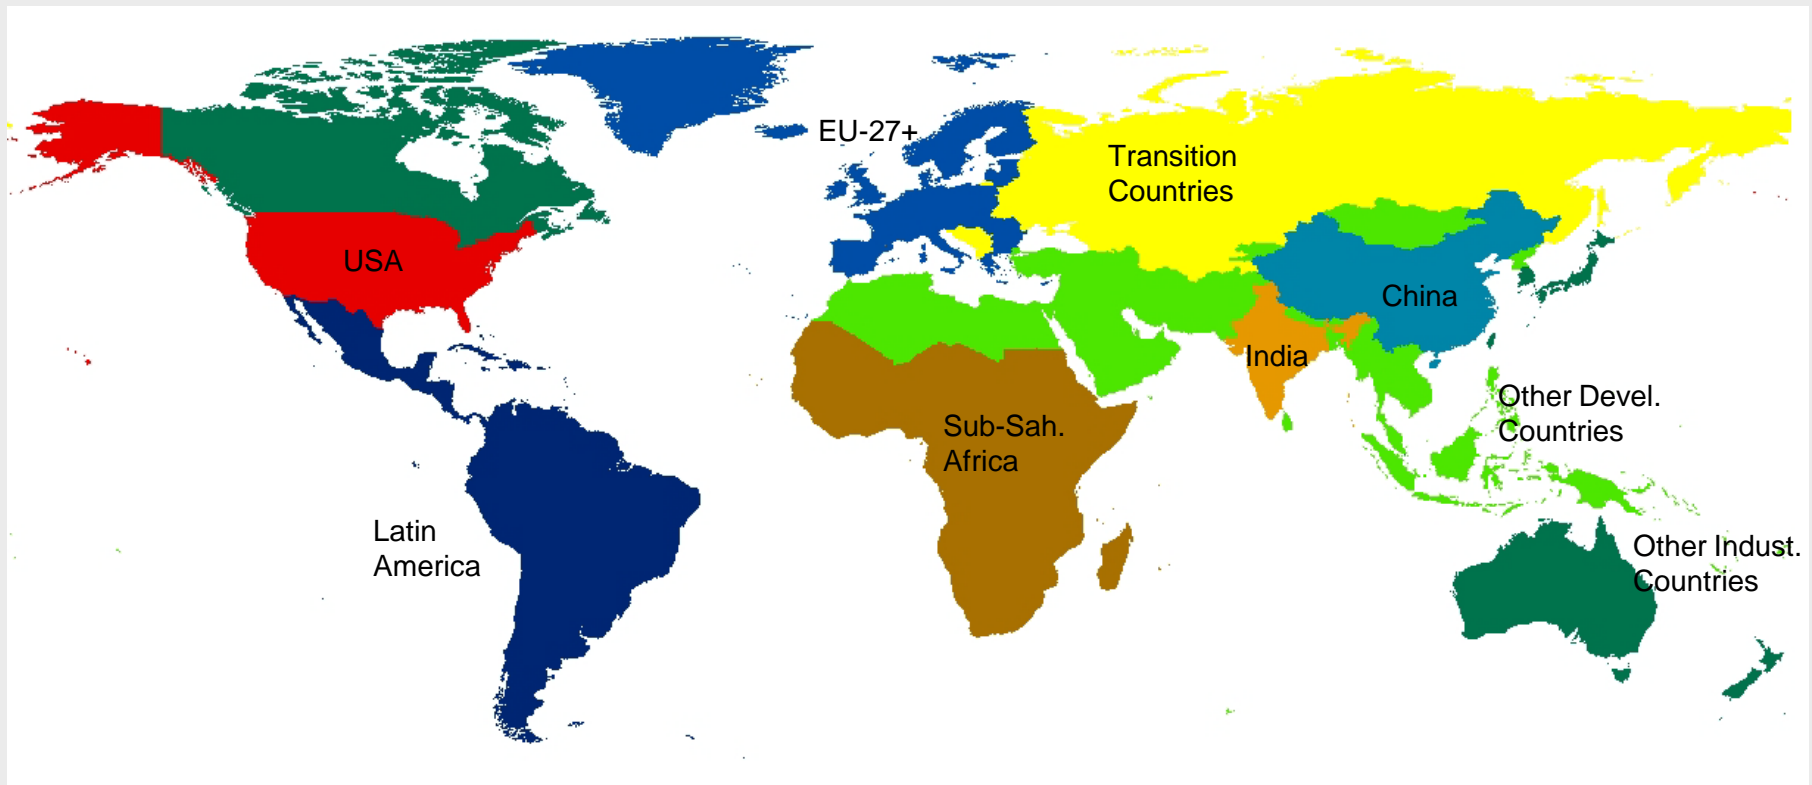 EU-27+
Transition
Countries
USA
China
India
Other Devel.
Countries
Sub-Sah.
Africa
Latin
America
Other Indust.
Countries